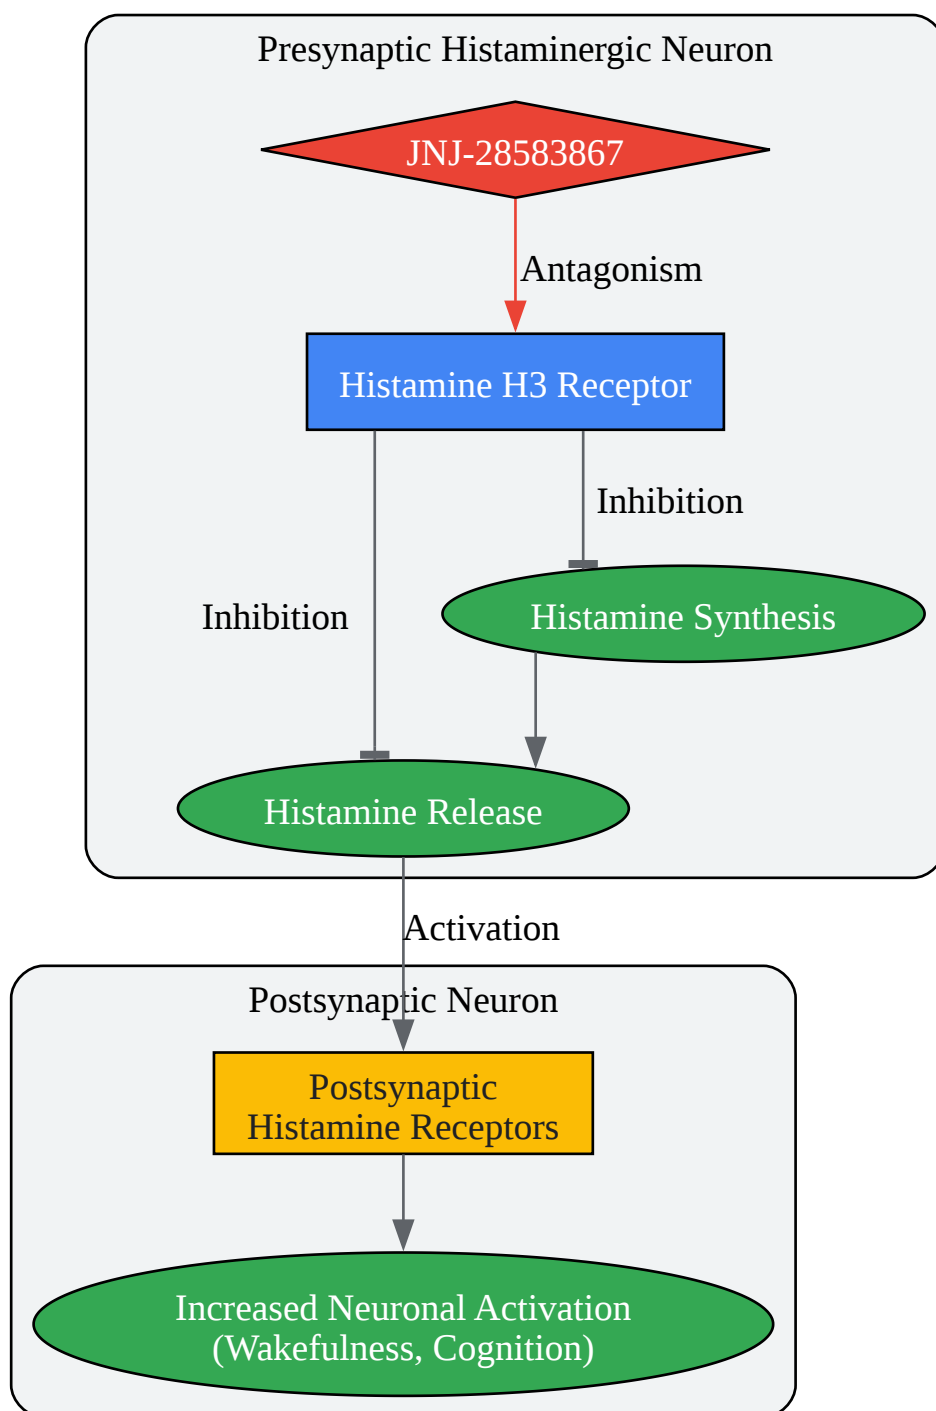 Presynaptic Histaminergic Neuron
JNJ-28583867
Antagonism
Histamine H3 Receptor
Inhibition
Inhibition
Histamine Synthesis
Histamine Release
Activation
Postsynaptic Neuron
Postsynaptic
Histamine Receptors
Increased Neuronal Activation
(Wakefulness, Cognition)